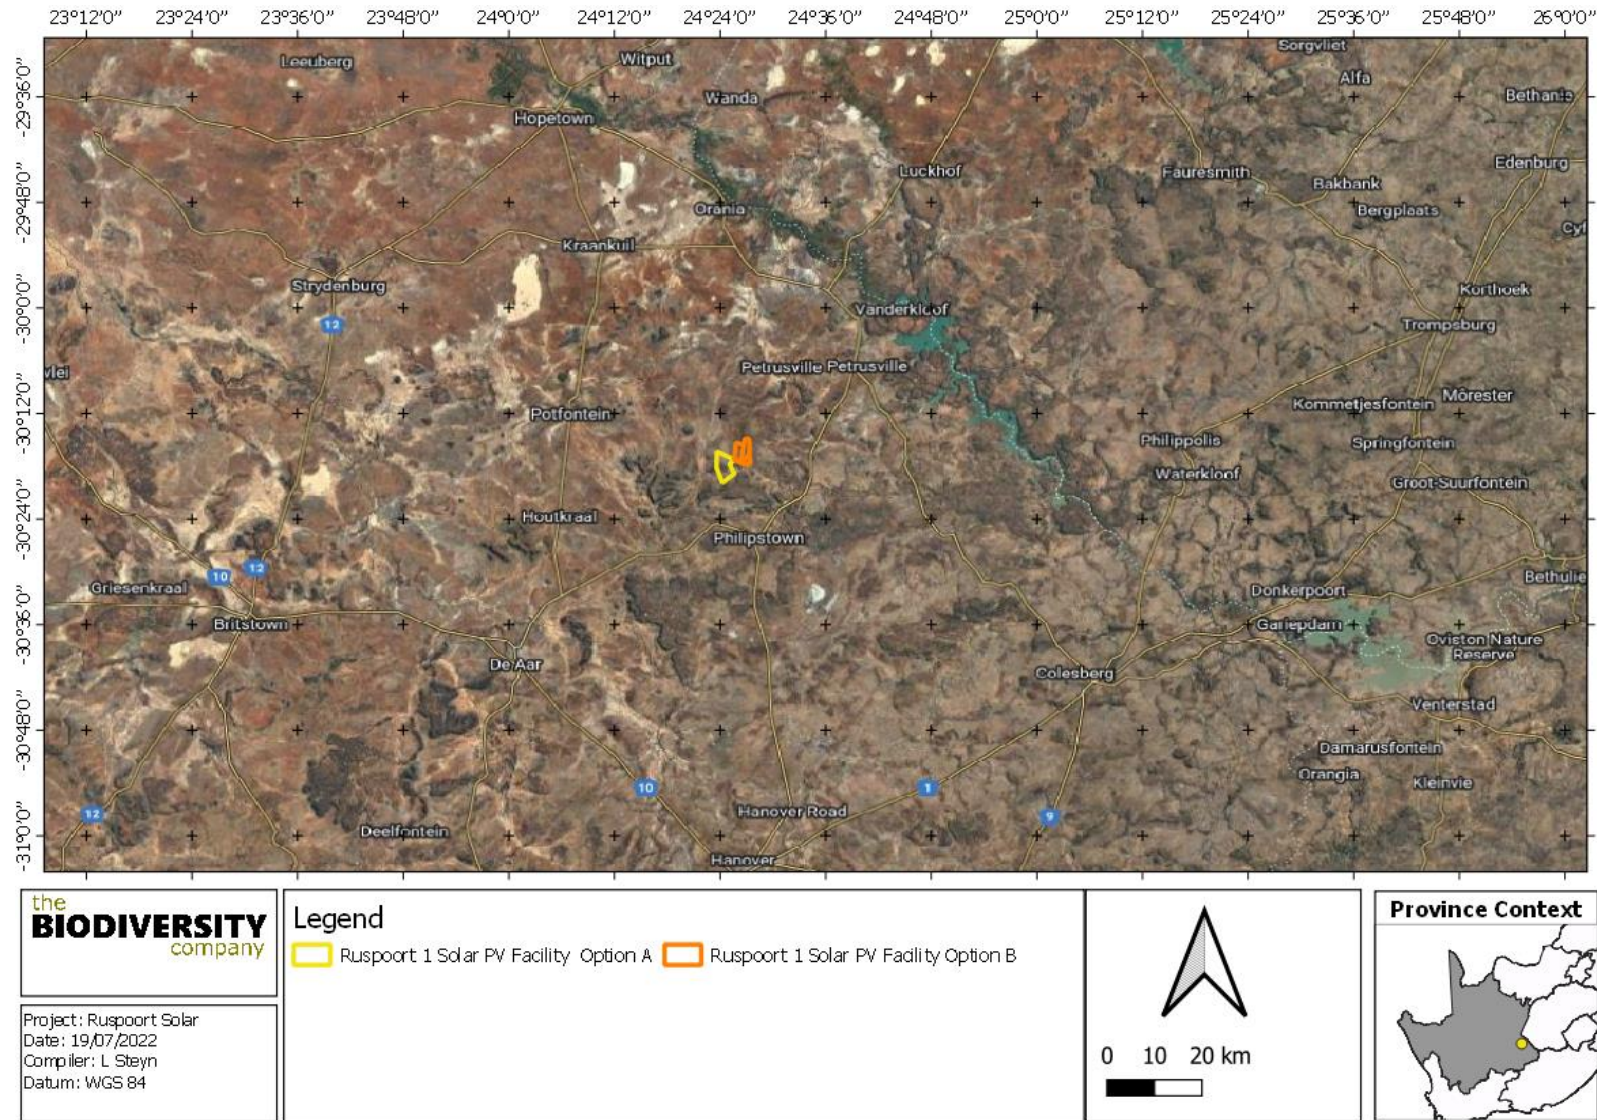 23°12'0" 23°24'0" 23°36'0" 23°48'0" 24°0'0" 24°12'0" 24°24'0" 24°36'0" 24°48'0" 25°0'0" 25°12'0" 25°24'0" 25°36'0" 25°48'0" 26°0'0"
-29°36'0"
-29°48'0"
-30°0'0"
-30°12'0"
-30°24'0"
-30°36'0"
-30°48'0"
-31°0'0"
Leeuberg
Witput
Sorgvliet
Alfa
Wanda
Bethanie
Hopetown
Luckhof
Fauresmith
Edenburg
Bakbank
Orania
Bergplaats
Cyf
Kraankuil
Strydenburg
Korthoek
Vanderkloof
12
Trompsburg
Petrusville Petrusville
vlei
Môrester
Kommetjesfontein
Potfontein
Philippolis
Springfontein
Waterkloof
Groot-Suurfontein
Houtkraal
Philipstown
12
10
Bethulie
Griesenkraal
Donkerpoort
Britstown
Gariepdam
Oviston Nature
Reserve
De Aar
Colesberg
Venterstad
Damarusfontein
Orangia
Kleinvie
10
1
Hanover Road
12
9
Deelfontein
Hanover
the
BIODIVERSITY
company
Project: Ruspoort Solar
Date: 19/07/2022
Compiler: L Steyn
Datum: WGS 84
Legend
Ruspoort 1 Solar PV Facility Option A
Ruspoort 1 Solar PV Facility Option B
0 10 20 km
Province Context